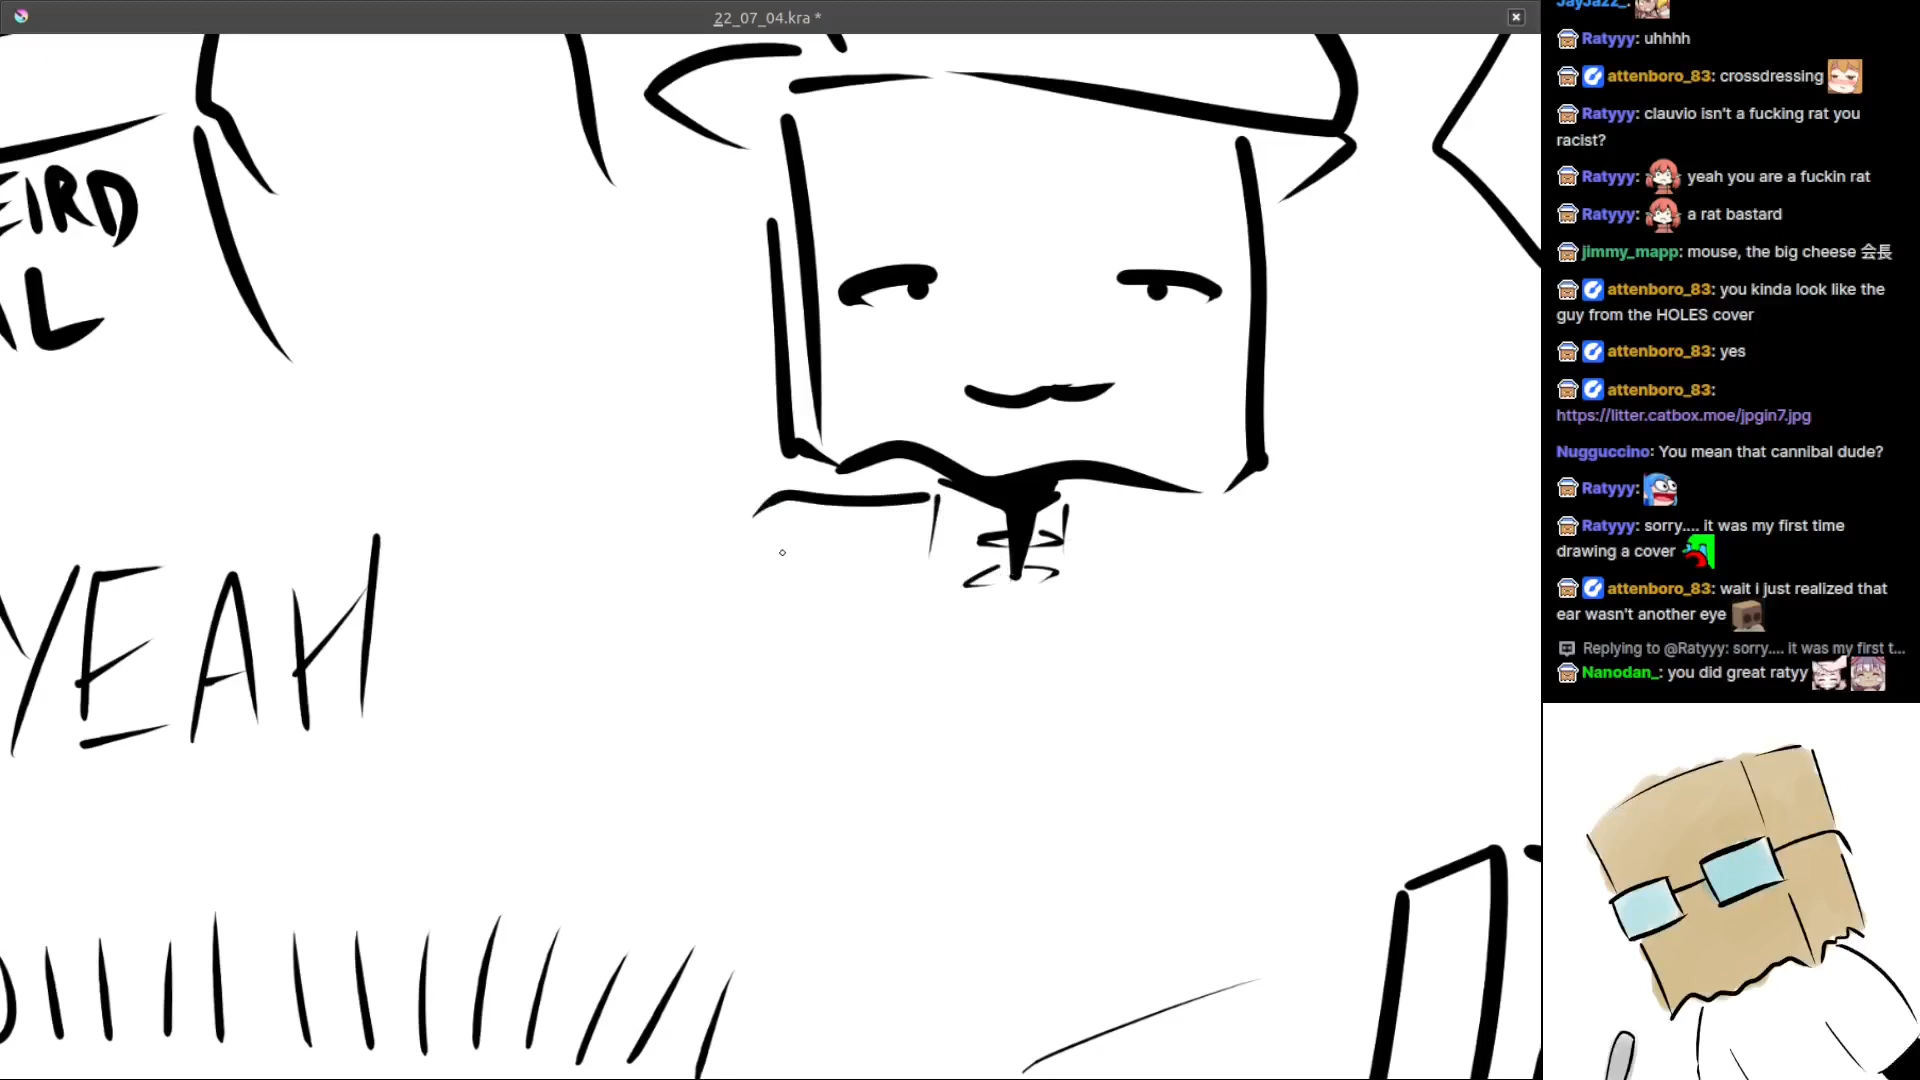 22_07_04.kra *
EIRD
AL
YEAH
JayJazz_:
Ratyyy: uhhhh
attenboro_83: crossdressing
Ratyyy: clauvio isn't a fucking rat you
racist?
Ratyyy: yeah you are a fuckin rat
Ratyyy: a rat bastard
jimmy_mapp: mouse, the big cheese 会長
attenboro_83: you kinda look like the
guy from the HOLES cover
attenboro_83: yes
attenboro_83:
https://litter.catbox.moe/jpgin7.jpg
Nugguccino: You mean that cannibal dude?
Ratyyy:
Ratyyy: sorry.... it was my first time
drawing a cover
attenboro_83: wait i just realized that
ear wasn't another eye
Replying to @Ratyyy: sorry.... it was my first t...
Nanodan_: you did great ratyy